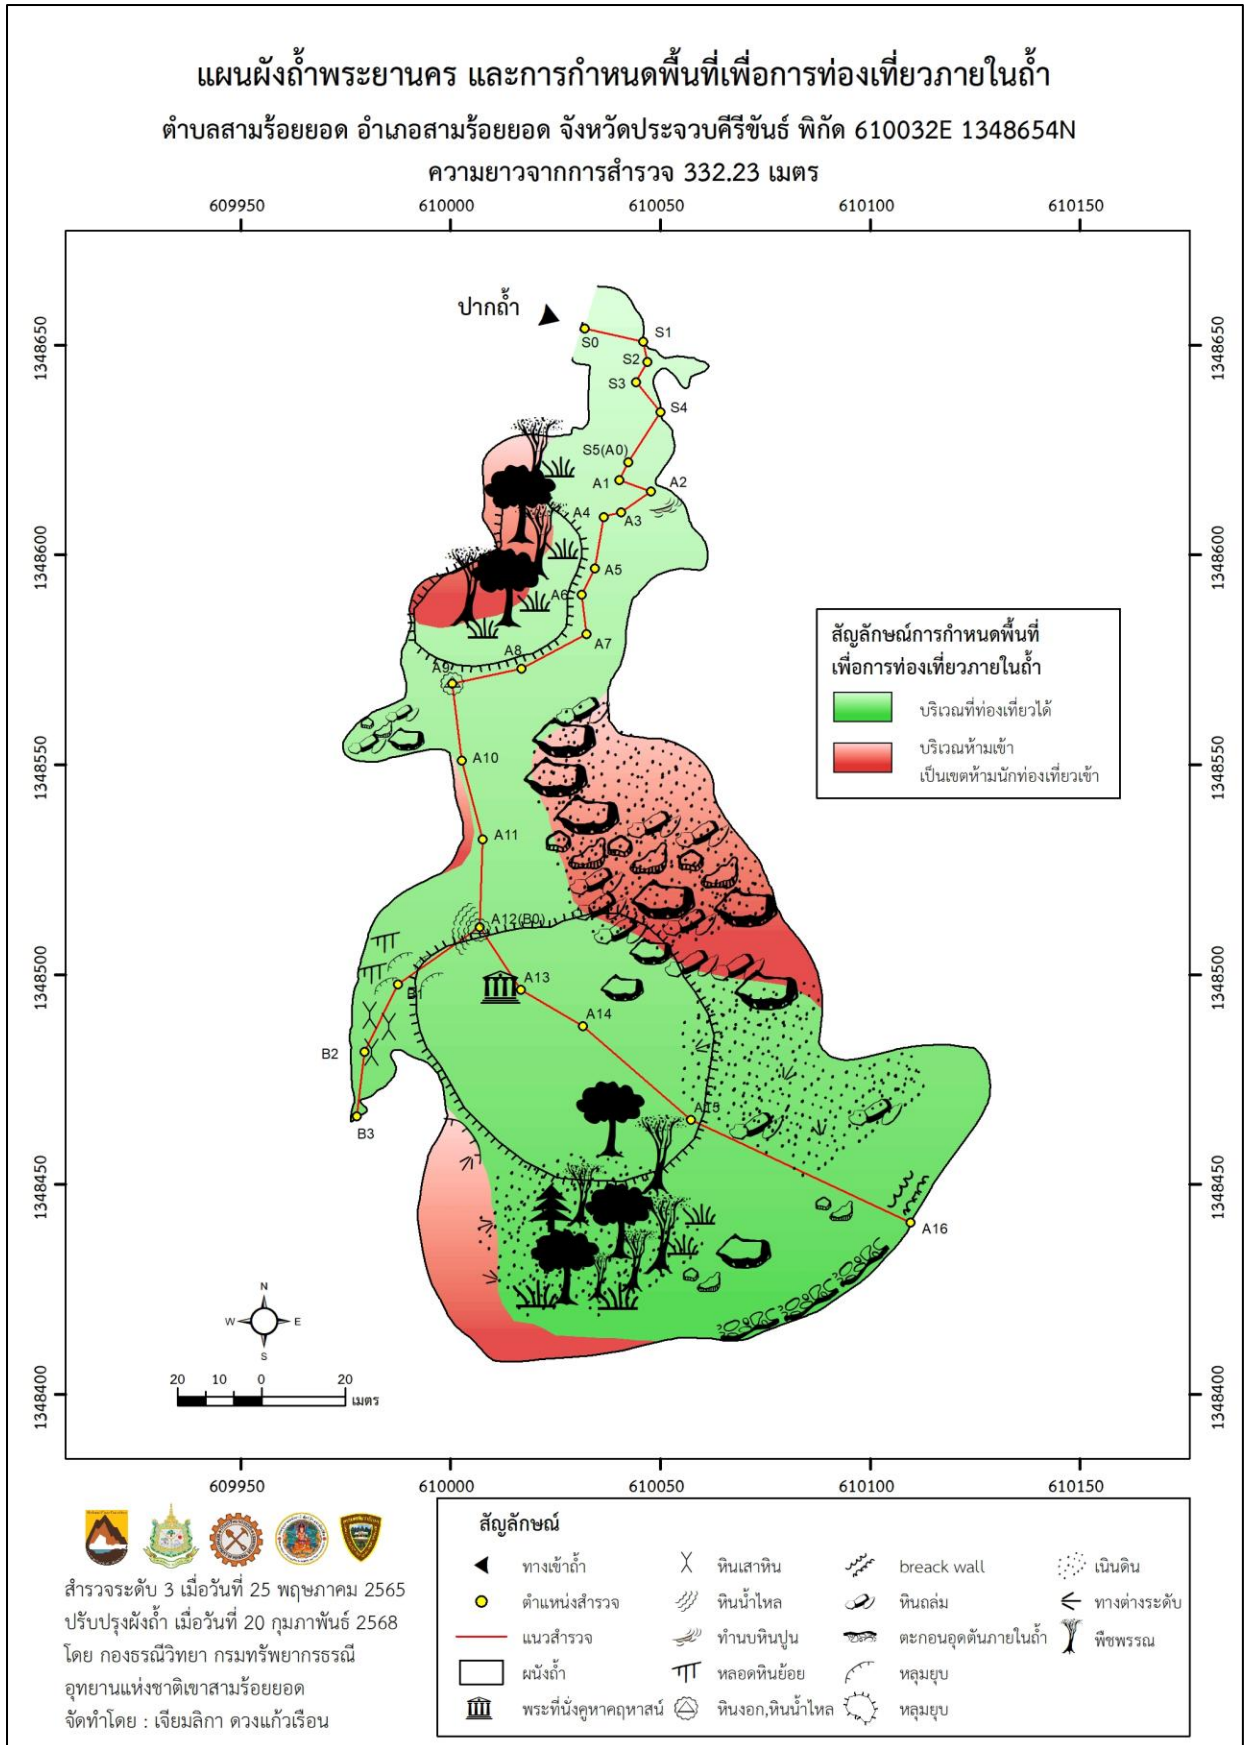 แผนผังถ้ำพระยานคร และการกำหนดพื้นที่เพื่อการท่องเที่ยวภายในถ้ำ
ตำบลสามร้อยยอด อำเภอสามร้อยยอด จังหวัดประจวบคีรีขันธ์ พิกัด 610032E 1348654N
ความยาวจากการสำรวจ 332.23 เมตร
609950 610000 610050 610100 610150
1348650 1348650
1348600 1348600
1348550 1348550
1348500 1348500
1348450 1348450
1348400 1348400
ปากถ้ำ
S0
S1
S2
S3
S4
S5(A0)
A1
A2
A3
A4
A5
A6
A7
A8
A9
A10
A11
A12(B0)
A13
A14
A15
A16
B1
B2
B3
สัญลักษณ์การกำหนดพื้นที่
เพื่อการท่องเที่ยวภายในถ้ำ
บริเวณที่ท่องเที่ยวได้
บริเวณห้ามเข้า
เป็นเขตห้ามนักท่องเที่ยวเข้า
N
W E
S
20 10 0 20
เมตร
609950 610000 610050 610100 610150
สำรวจระดับ 3 เมื่อวันที่ 25 พฤษภาคม 2565
ปรับปรุงผังถ้ำ เมื่อวันที่ 20 กุมภาพันธ์ 2568
โดย กองธรณีวิทยา กรมทรัพยากรธรณี
อุทยานแห่งชาติเขาสามร้อยยอด
จัดทำโดย : เจียมลิกา ดวงแก้วเรือน
สัญลักษณ์
ทางเข้าถ้ำ
ตำแหน่งสำรวจ
แนวสำรวจ
ผนังถ้ำ
พระที่นั่งคูหาคฤหาสน์
หินเสาหิน
หินน้ำไหล
ทำนบหินปูน
หลอดหินย้อย
หินงอก,หินน้ำไหล
breack wall
หินถล่ม
ตะกอนอุดตันภายในถ้ำ
หลุมยุบ
หลุมยุบ
เนินดิน
ทางต่างระดับ
พืชพรรณ